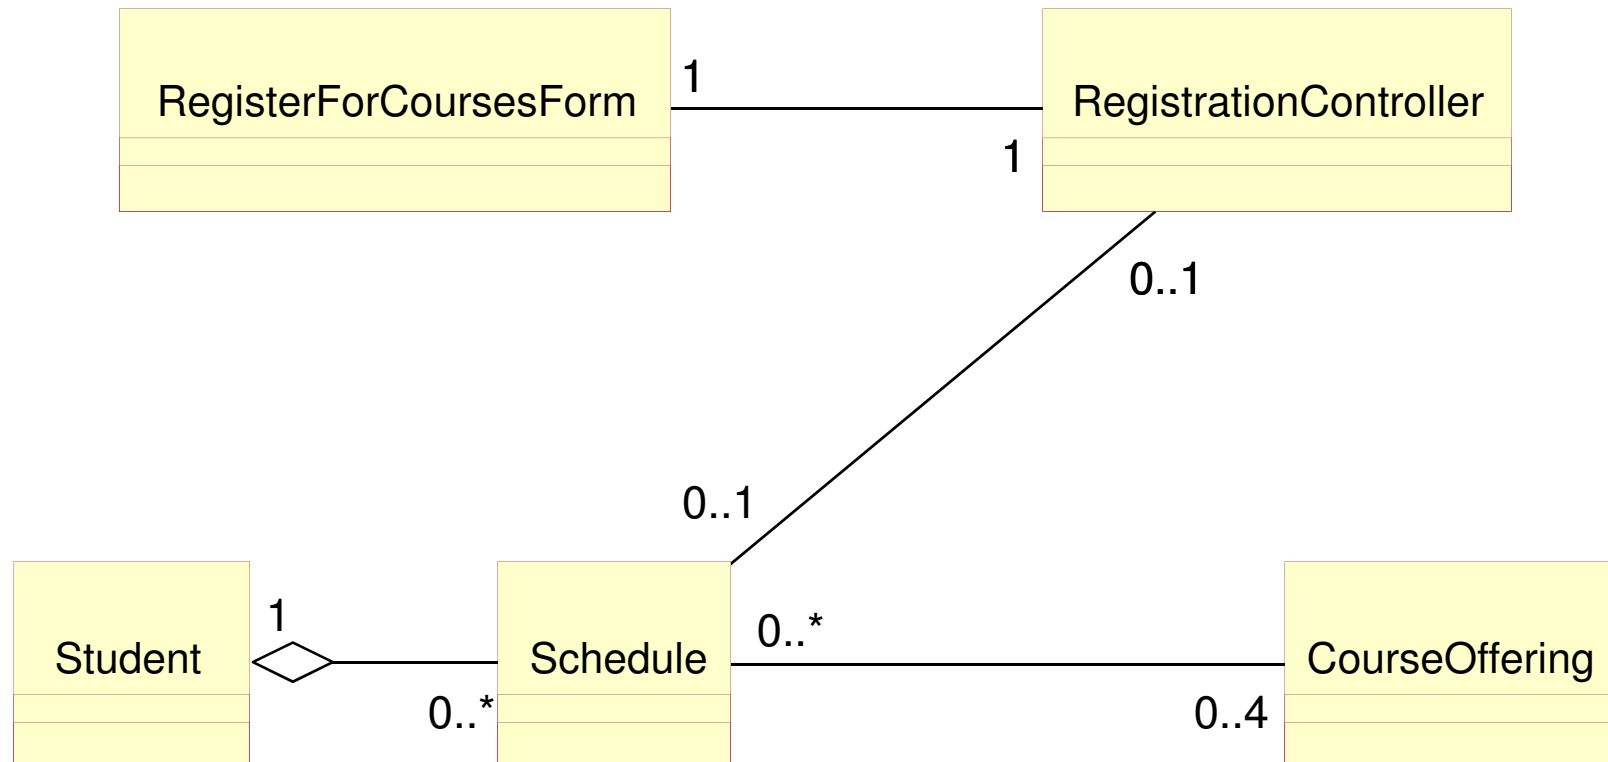 RegisterForCoursesForm
1
1
RegistrationController
0..1
0..1
Student
1
0..*
Schedule
0..*
0..4
CourseOffering